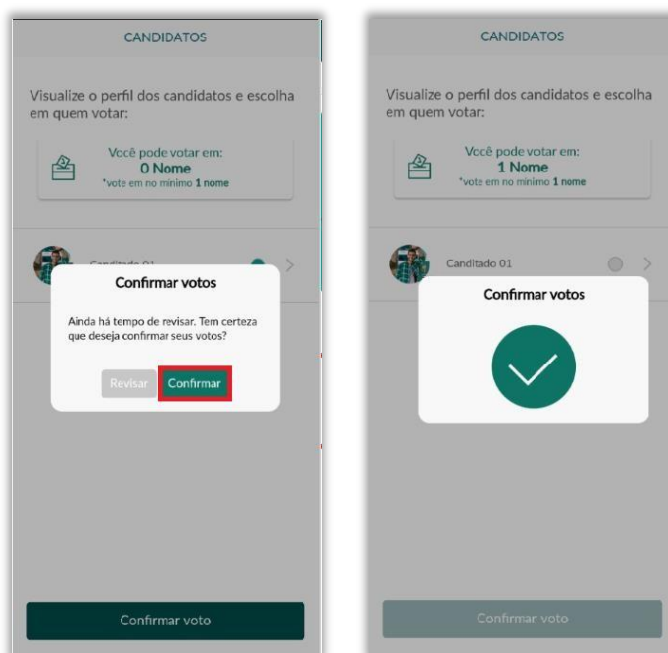 CANDIDATOS
Visualize o perfil dos candidatos e escolha
em quem votar:
Você pode votar em:
0 Nome
*vote em no mínimo 1 nome
Canditado 01
Confirmar votos
Ainda há tempo de revisar. Tem certeza
que deseja confirmar seus votos?
Revisar
Confirmar
Confirmar voto
CANDIDATOS
Visualize o perfil dos candidatos e escolha
em quem votar:
Você pode votar em:
1 Nome
*vote em no mínimo 1 nome
Canditado 01
Confirmar votos
Confirmar voto